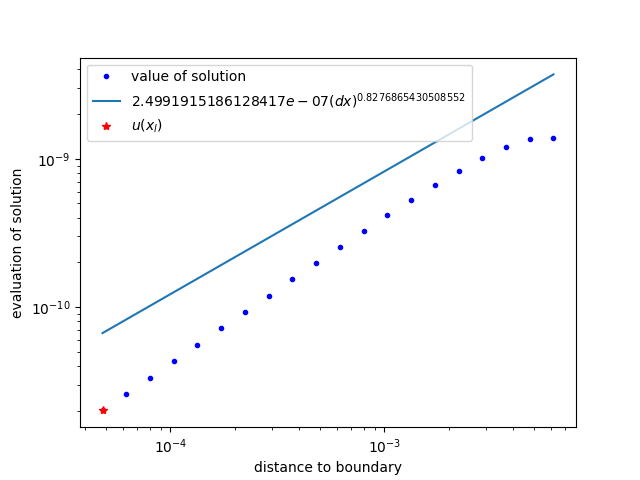 value of solution
2.4991915186128417e − 07(dx)^0.8276865430508552
u(x_l)
10^−9
10^−10
evaluation of solution
10^−4
10^−3
distance to boundary